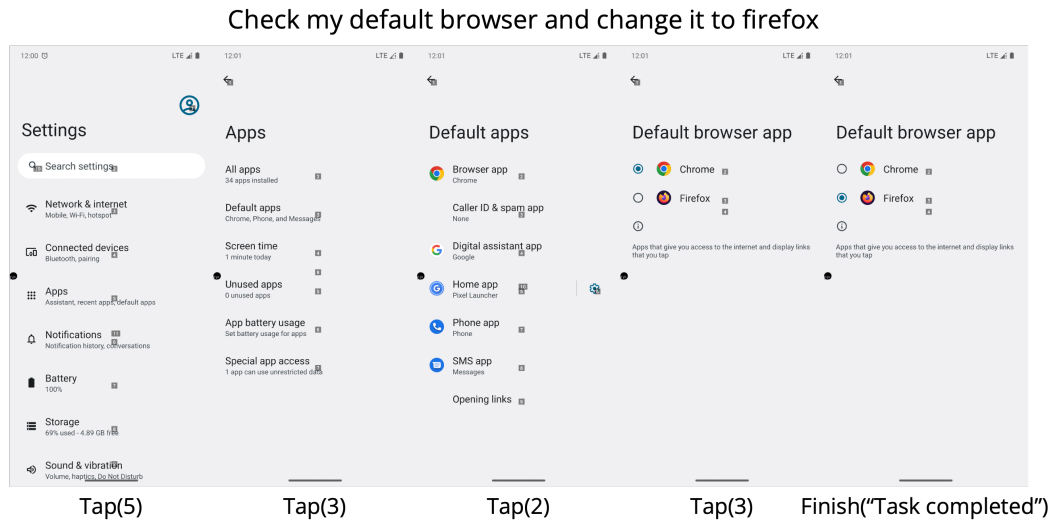 Check my default browser and change it to firefox
12:00 LTE
Settings
Search settings
Network & internet
Mobile, Wi-Fi, hotspot
Connected devices
Bluetooth, pairing
Apps
Assistant, recent apps, default apps
Notifications
Notification history, conversations
Battery
100%
Storage
69% used - 4.89 GB free
Sound & vibration
Volume, haptics, Do Not Disturb
Tap(5)
12:01 LTE
Apps
All apps
34 apps installed
Default apps
Chrome, Phone, and Messages
Screen time
1 minute today
Unused apps
0 unused apps
App battery usage
Set battery usage for apps
Special app access
1 app can use unrestricted data
Tap(3)
12:01 LTE
Default apps
Browser app
Chrome
Caller ID & spam app
None
Digital assistant app
Google
Home app
Pixel Launcher
Phone app
Phone
SMS app
Messages
Opening links
Tap(2)
12:01 LTE
Default browser app
Chrome
Firefox
Apps that give you access to the internet and display links
that you tap
Tap(3)
12:01 LTE
Default browser app
Chrome
Firefox
Apps that give you access to the internet and display links
that you tap
Finish(“Task completed”)